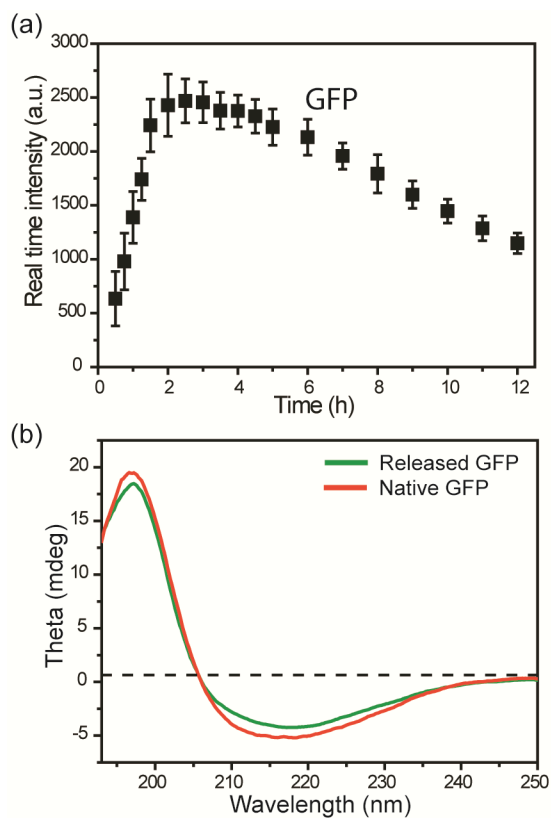 (a)
3000
2500
2000
1500
1000
500
0
GFP
Real time intensity (a.u.)
0 2 4 6 8 10 12
Time (h)
(b)
20
15
10
5
0
-5
Released GFP
Native GFP
Theta (mdeg)
200 210 220 230 240 250
Wavelength (nm)